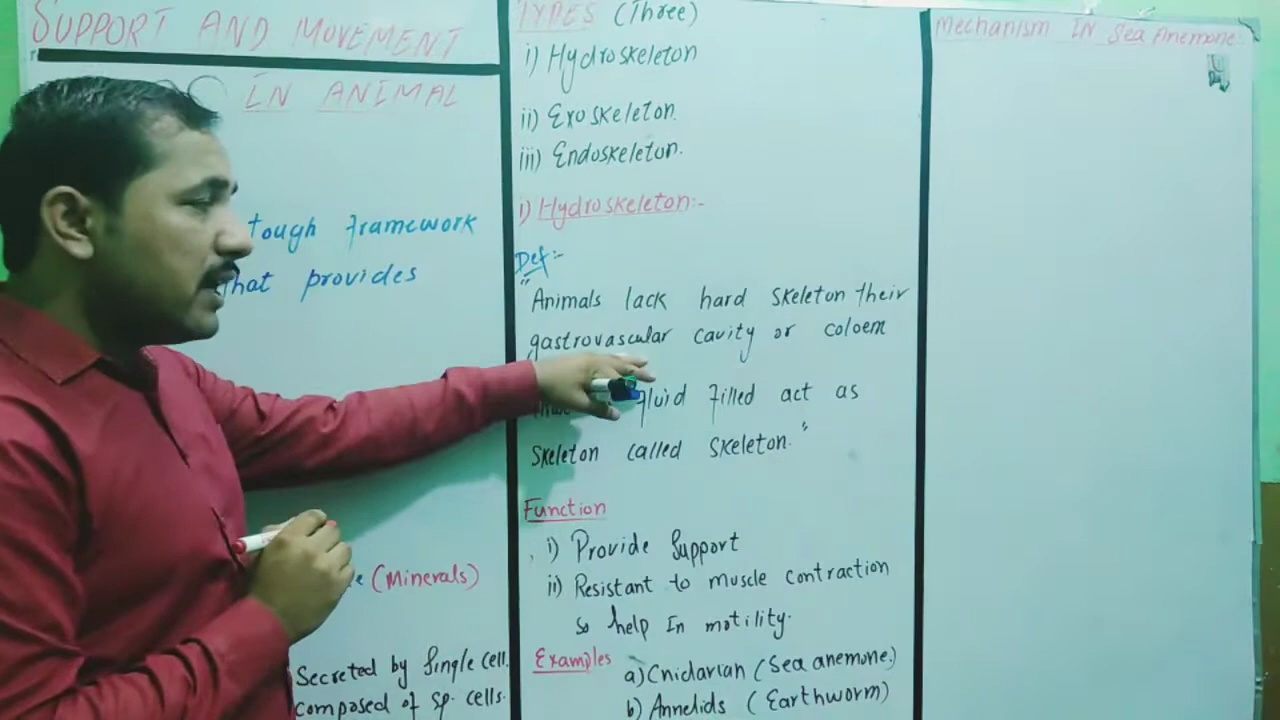 SUPPORT AND MOVEMENT
IN ANIMAL
tough framework
that provides
(Minerals)
Secreted by Single cell.
composed of sp. cells.
TYPES (Three)
i) Hydroskeleton
ii) Exoskeleton.
iii) Endoskeleton.
i) Hydroskeleton:-
Def:-
"Animals lack hard skeleton their
gastrovascular cavity or coloem
fluid filled act as
skeleton called skeleton."
Function
i) Provide Support
ii) Resistant to muscle contraction
so help In motility.
Examples a) Cnidarian (Sea anemone.)
b) Annelids (Earthworm)
Mechanism IN Sea Anemone